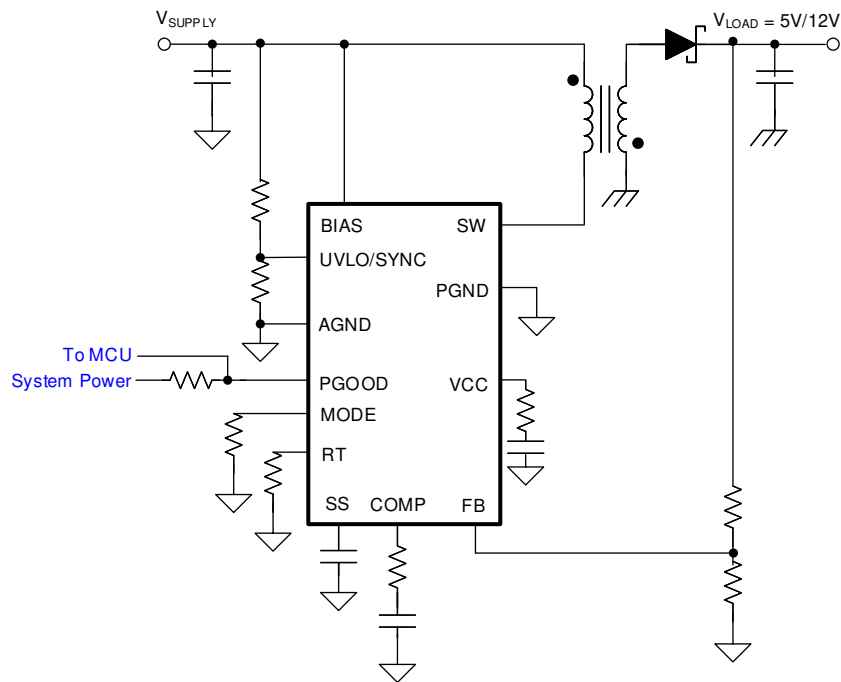 VSUPPLY
VLOAD = 5V/12V
BIAS
SW
UVLO/SYNC
PGND
AGND
To MCU
System Power
PGOOD
VCC
MODE
RT
SS
COMP
FB